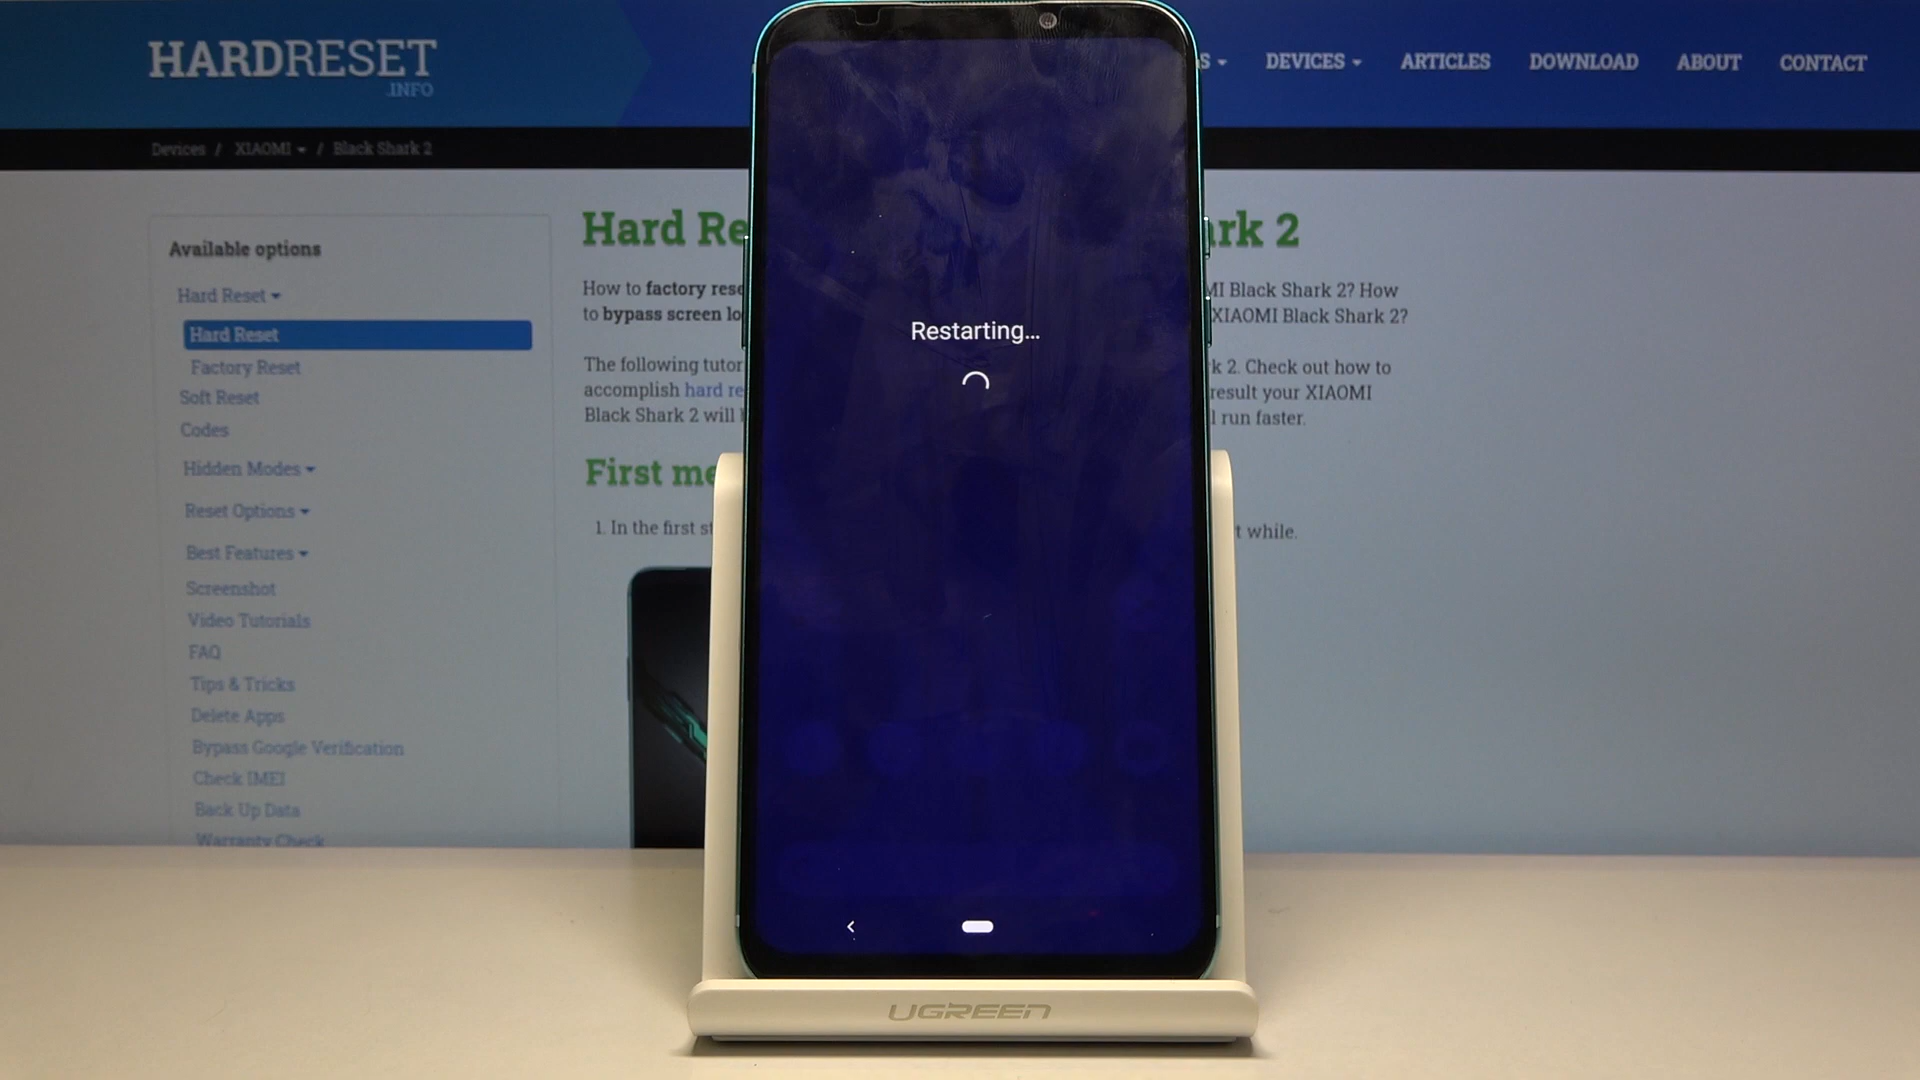 HARDRESET
.INFO
S
DEVICES
ARTICLES
DOWNLOAD
ABOUT
CONTACT
Devices / XIAOMI / Black Shark 2
Available options
Hard Reset
Hard Reset
Factory Reset
Soft Reset
Codes
Hidden Modes
Reset Options
Best Features
Screenshot
Video Tutorials
FAQ
Tips & Tricks
Delete Apps
Bypass Google Verification
Check IMEI
Back Up Data
Warranty Check
Hard Re rk 2
How to factory rese MI Black Shark 2? How
to bypass screen lo XIAOMI Black Shark 2?
The following tutor k 2. Check out how to
accomplish hard re result your XIAOMI
Black Shark 2 will l run faster.
First me
1. In the first st t while.
Restarting...
UGREEN